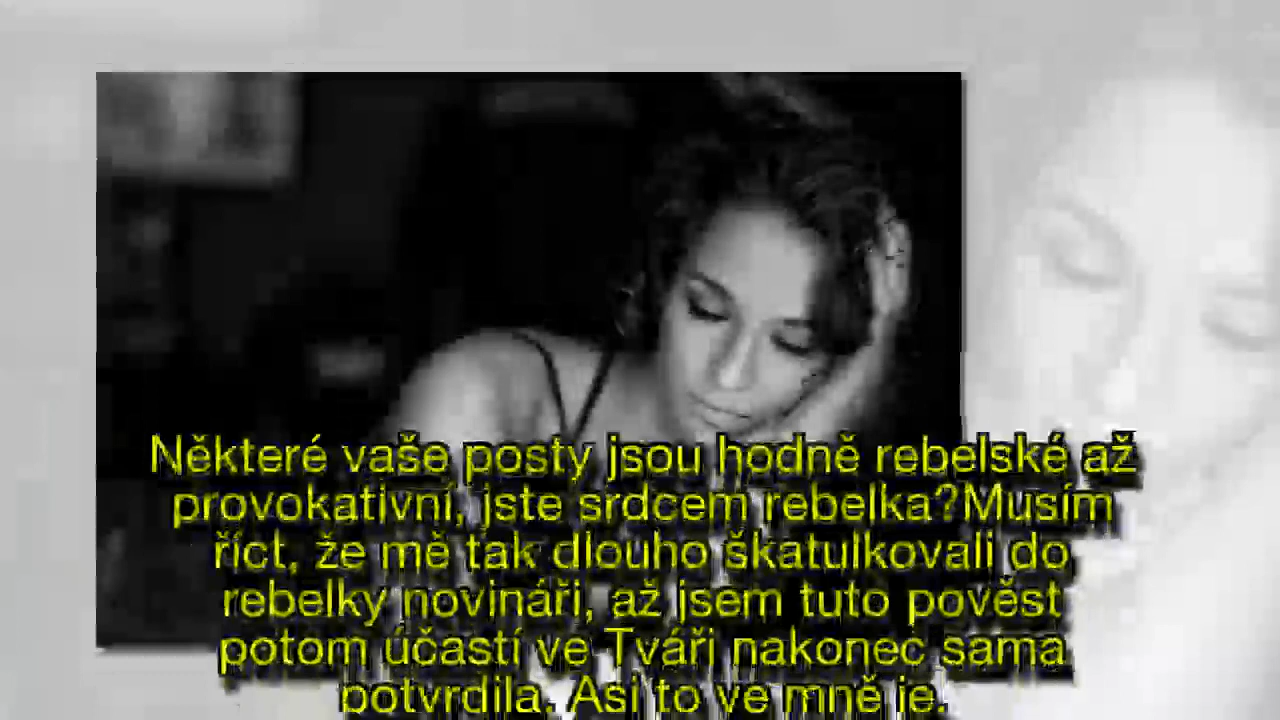 Některé vaše posty jsou hodně rebelské až
provokativní, jste srdcem rebelka?Musím
říct, že mě tak dlouho škatulkovali do
rebelky novináři, až jsem tuto pověst
potom účastí ve Tváři nakonec sama
potvrdila. Asi to ve mně je.